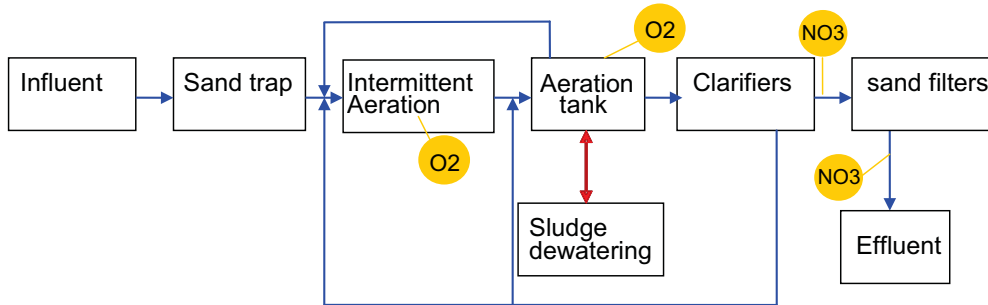 O2
NO3
Influent
Sand trap
Intermittent
Aeration
Aeration
tank
Clarifiers
sand filters
O2
NO3
Sludge
dewatering
Effluent